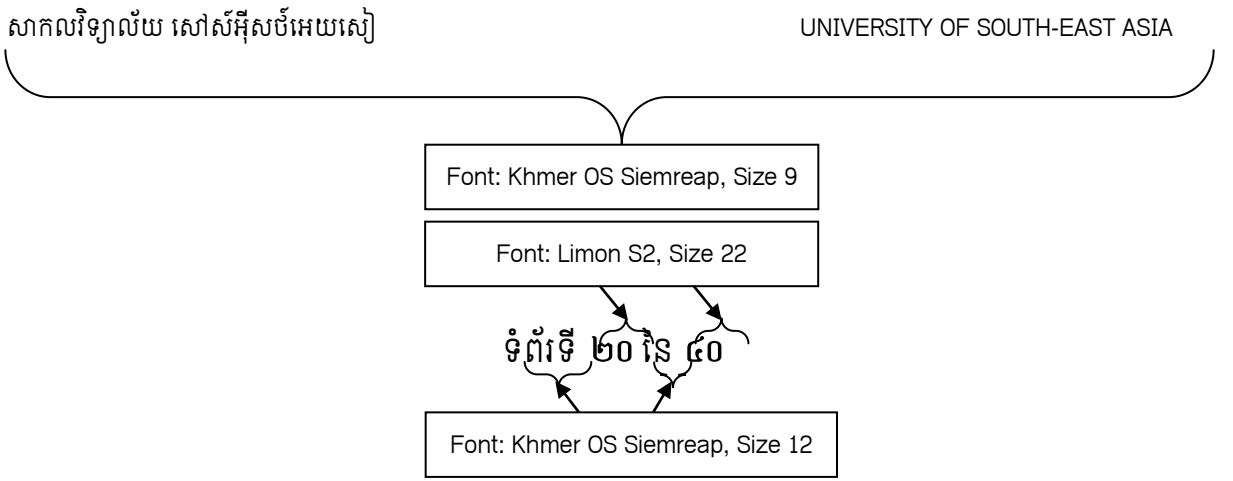 សាកលវិទ្យាល័យ សៅស៍អ៊ីសថ៍អេយសៀ UNIVERSITY OF SOUTH-EAST ASIA
Font: Khmer OS Siemreap, Size 9
Font: Limon S2, Size 22
ទំព័រទី ២០ នៃ ៤០
Font: Khmer OS Siemreap, Size 12